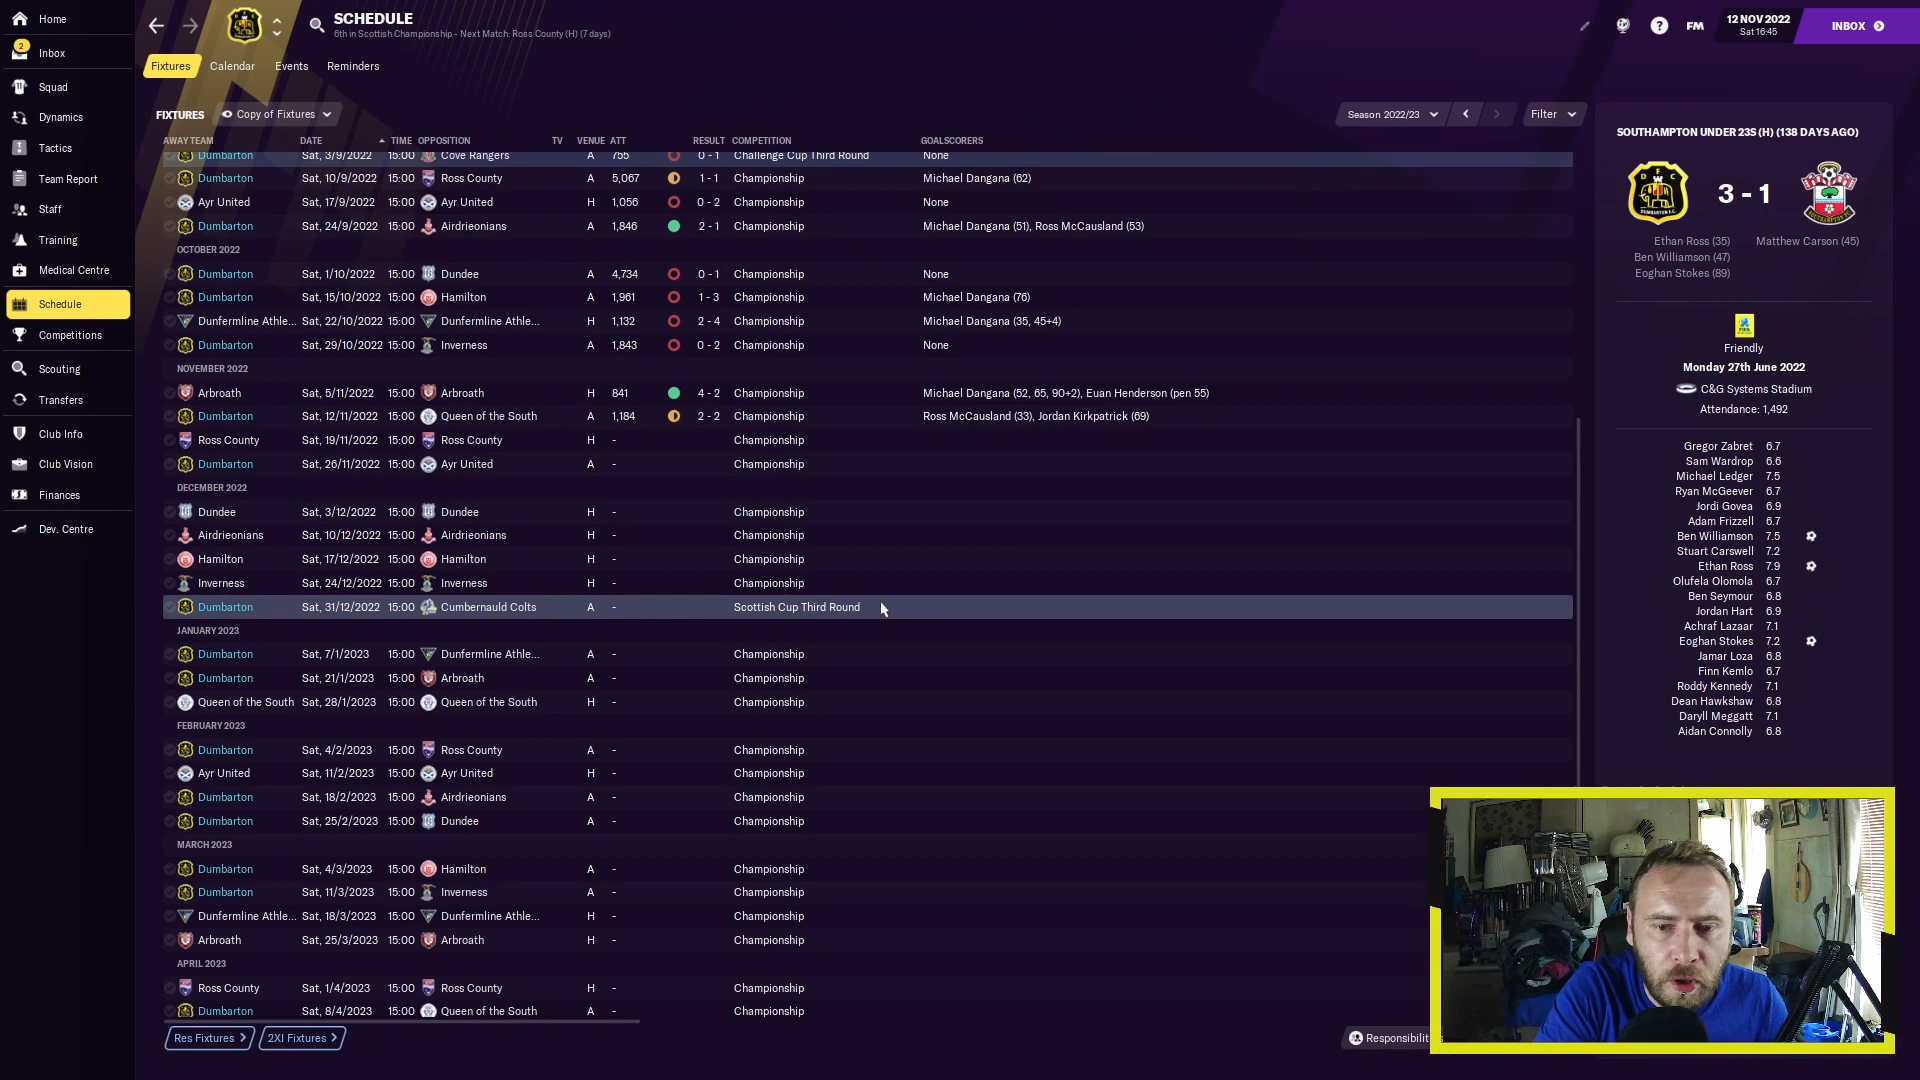 Home
2
Inbox
Squad
Dynamics
Tactics
Team Report
Staff
Training
Medical Centre
Schedule
Competitions
Scouting
Transfers
Club Info
Club Vision
Finances
Dev. Centre
SCHEDULE
6th in Scottish Championship - Next Match: Ross County (H) (7 days)
? FM 12 NOV 2022
Sat 16:45
INBOX
Fixtures Calendar Events Reminders
FIXTURES Copy of Fixtures
Season 2022/23 Filter
AWAY TEAM DATE TIME OPPOSITION TV VENUE ATT RESULT COMPETITION GOALSCORERS
Dumbarton Sat, 3/9/2022 15:00 Cove Rangers A 755 0 - 1 Challenge Cup Third Round None
Dumbarton Sat, 10/9/2022 15:00 Ross County A 5,067 1 - 1 Championship Michael Dangana (62)
Ayr United Sat, 17/9/2022 15:00 Ayr United H 1,056 0 - 2 Championship None
Dumbarton Sat, 24/9/2022 15:00 Airdrieonians A 1,846 2 - 1 Championship Michael Dangana (51), Ross McCausland (53)
OCTOBER 2022
Dumbarton Sat, 1/10/2022 15:00 Dundee A 4,734 0 - 1 Championship None
Dumbarton Sat, 15/10/2022 15:00 Hamilton A 1,961 1 - 3 Championship Michael Dangana (76)
Dunfermline Athle... Sat, 22/10/2022 15:00 Dunfermline Athle... H 1,132 2 - 4 Championship Michael Dangana (35, 45+4)
Dumbarton Sat, 29/10/2022 15:00 Inverness A 1,843 0 - 2 Championship None
NOVEMBER 2022
Arbroath Sat, 5/11/2022 15:00 Arbroath H 841 4 - 2 Championship Michael Dangana (52, 65, 90+2), Euan Henderson (pen 55)
Dumbarton Sat, 12/11/2022 15:00 Queen of the South A 1,184 2 - 2 Championship Ross McCausland (33), Jordan Kirkpatrick (69)
Ross County Sat, 19/11/2022 15:00 Ross County H - Championship
Dumbarton Sat, 26/11/2022 15:00 Ayr United A - Championship
DECEMBER 2022
Dundee Sat, 3/12/2022 15:00 Dundee H - Championship
Airdrieonians Sat, 10/12/2022 15:00 Airdrieonians H - Championship
Hamilton Sat, 17/12/2022 15:00 Hamilton H - Championship
Inverness Sat, 24/12/2022 15:00 Inverness H - Championship
Dumbarton Sat, 31/12/2022 15:00 Cumbernauld Colts A - Scottish Cup Third Round
JANUARY 2023
Dumbarton Sat, 7/1/2023 15:00 Dunfermline Athle... A - Championship
Dumbarton Sat, 21/1/2023 15:00 Arbroath A - Championship
Queen of the South Sat, 28/1/2023 15:00 Queen of the South H - Championship
FEBRUARY 2023
Dumbarton Sat, 4/2/2023 15:00 Ross County A - Championship
Ayr United Sat, 11/2/2023 15:00 Ayr United H - Championship
Dumbarton Sat, 18/2/2023 15:00 Airdrieonians A - Championship
Dumbarton Sat, 25/2/2023 15:00 Dundee A - Championship
MARCH 2023
Dumbarton Sat, 4/3/2023 15:00 Hamilton A - Championship
Dumbarton Sat, 11/3/2023 15:00 Inverness A - Championship
Dunfermline Athle... Sat, 18/3/2023 15:00 Dunfermline Athle... H - Championship
Arbroath Sat, 25/3/2023 15:00 Arbroath H - Championship
APRIL 2023
Ross County Sat, 1/4/2023 15:00 Ross County H - Championship
Dumbarton Sat, 8/4/2023 15:00 Queen of the South A - Championship
Res Fixtures 2XI Fixtures Responsibilit
SOUTHAMPTON UNDER 23S (H) (138 DAYS AGO)
D F C
DUMBARTON F.C.
3 - 1
Ethan Ross (35) Matthew Carson (45)
Ben Williamson (47)
Eoghan Stokes (89)
Friendly
Monday 27th June 2022
C&G Systems Stadium
Attendance: 1,492
Gregor Zabret 6.7
Sam Wardrop 6.6
Michael Ledger 7.5
Ryan McGeever 6.7
Jordi Govea 6.9
Adam Frizzell 6.7
Ben Williamson 7.5
Stuart Carswell 7.2
Ethan Ross 7.9
Olufela Olomola 6.7
Ben Seymour 6.8
Jordan Hart 6.9
Achraf Lazaar 7.1
Eoghan Stokes 7.2
Jamar Loza 6.8
Finn Kemlo 6.7
Roddy Kennedy 7.1
Dean Hawkshaw 6.8
Daryll Meggatt 7.1
Aidan Connolly 6.8